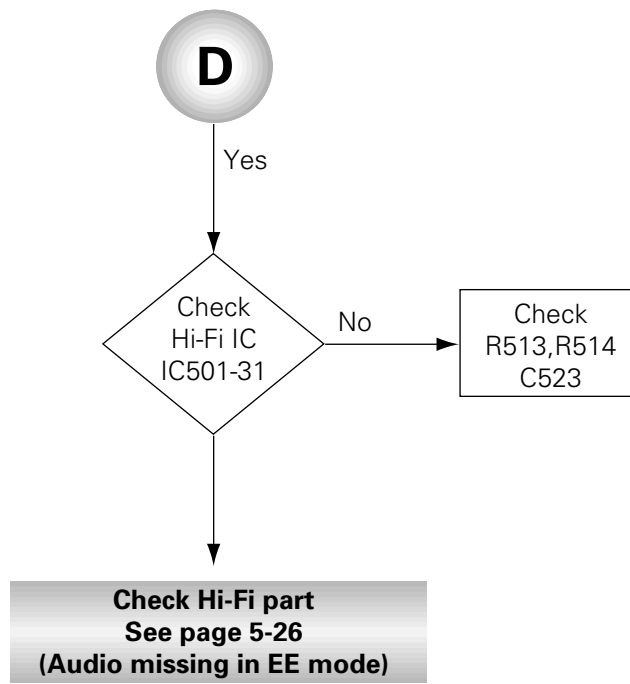 D
Yes
Check
Hi-Fi IC
IC501-31
No
Check
R513,R514
C523
Check Hi-Fi part
See page 5-26
(Audio missing in EE mode)